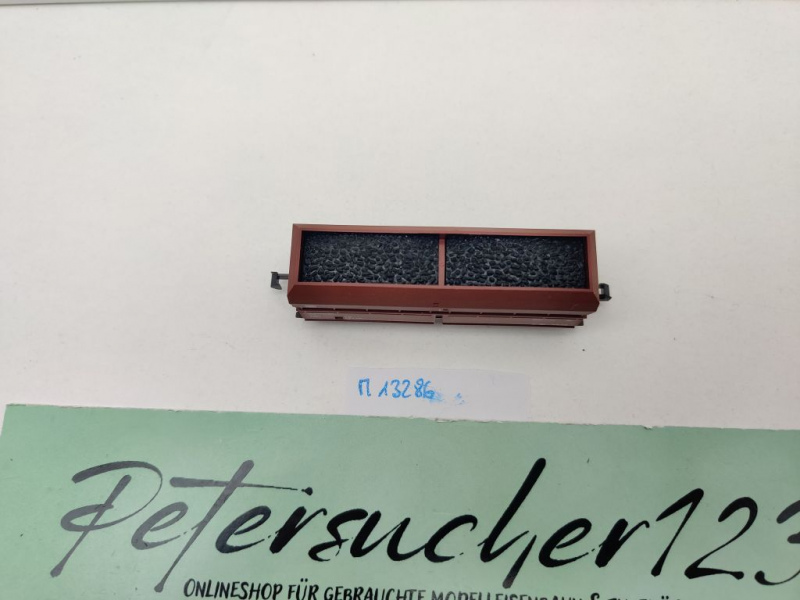 M 13286
Petersucher123
ONLINESHOP FÜR GEBRAUCHTE MODELLEISENBAHN &